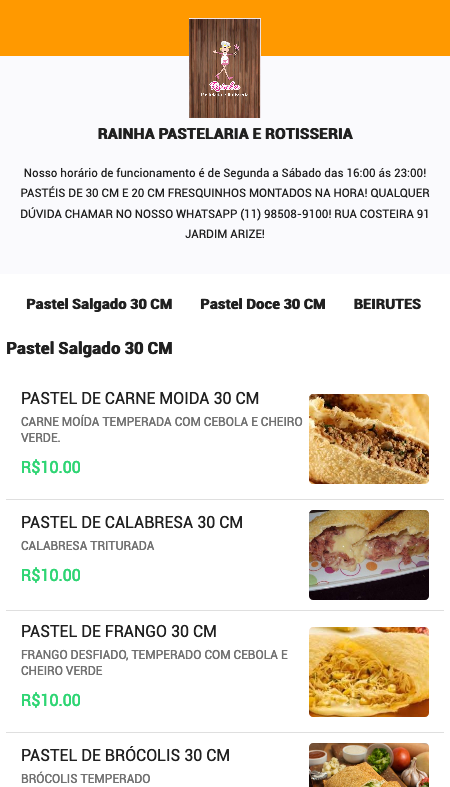 Rainha
RAINHA PASTELARIA E ROTISSERIA
Nosso horário de funcionamento é de Segunda a Sábado das 16:00 ás 23:00!
PASTÉIS DE 30 CM E 20 CM FRESQUINHOS MONTADOS NA HORA! QUALQUER
DÚVIDA CHAMAR NO NOSSO WHATSAPP (11) 98508-9100! RUA COSTEIRA 91
JARDIM ARIZE!
Pastel Salgado 30 CM Pastel Doce 30 CM BEIRUTES
Pastel Salgado 30 CM
PASTEL DE CARNE MOIDA 30 CM
CARNE MOÍDA TEMPERADA COM CEBOLA E CHEIRO
VERDE.
R$10.00
PASTEL DE CALABRESA 30 CM
CALABRESA TRITURADA
R$10.00
PASTEL DE FRANGO 30 CM
FRANGO DESFIADO, TEMPERADO COM CEBOLA E
CHEIRO VERDE
R$10.00
PASTEL DE BRÓCOLIS 30 CM
BRÓCOLIS TEMPERADO